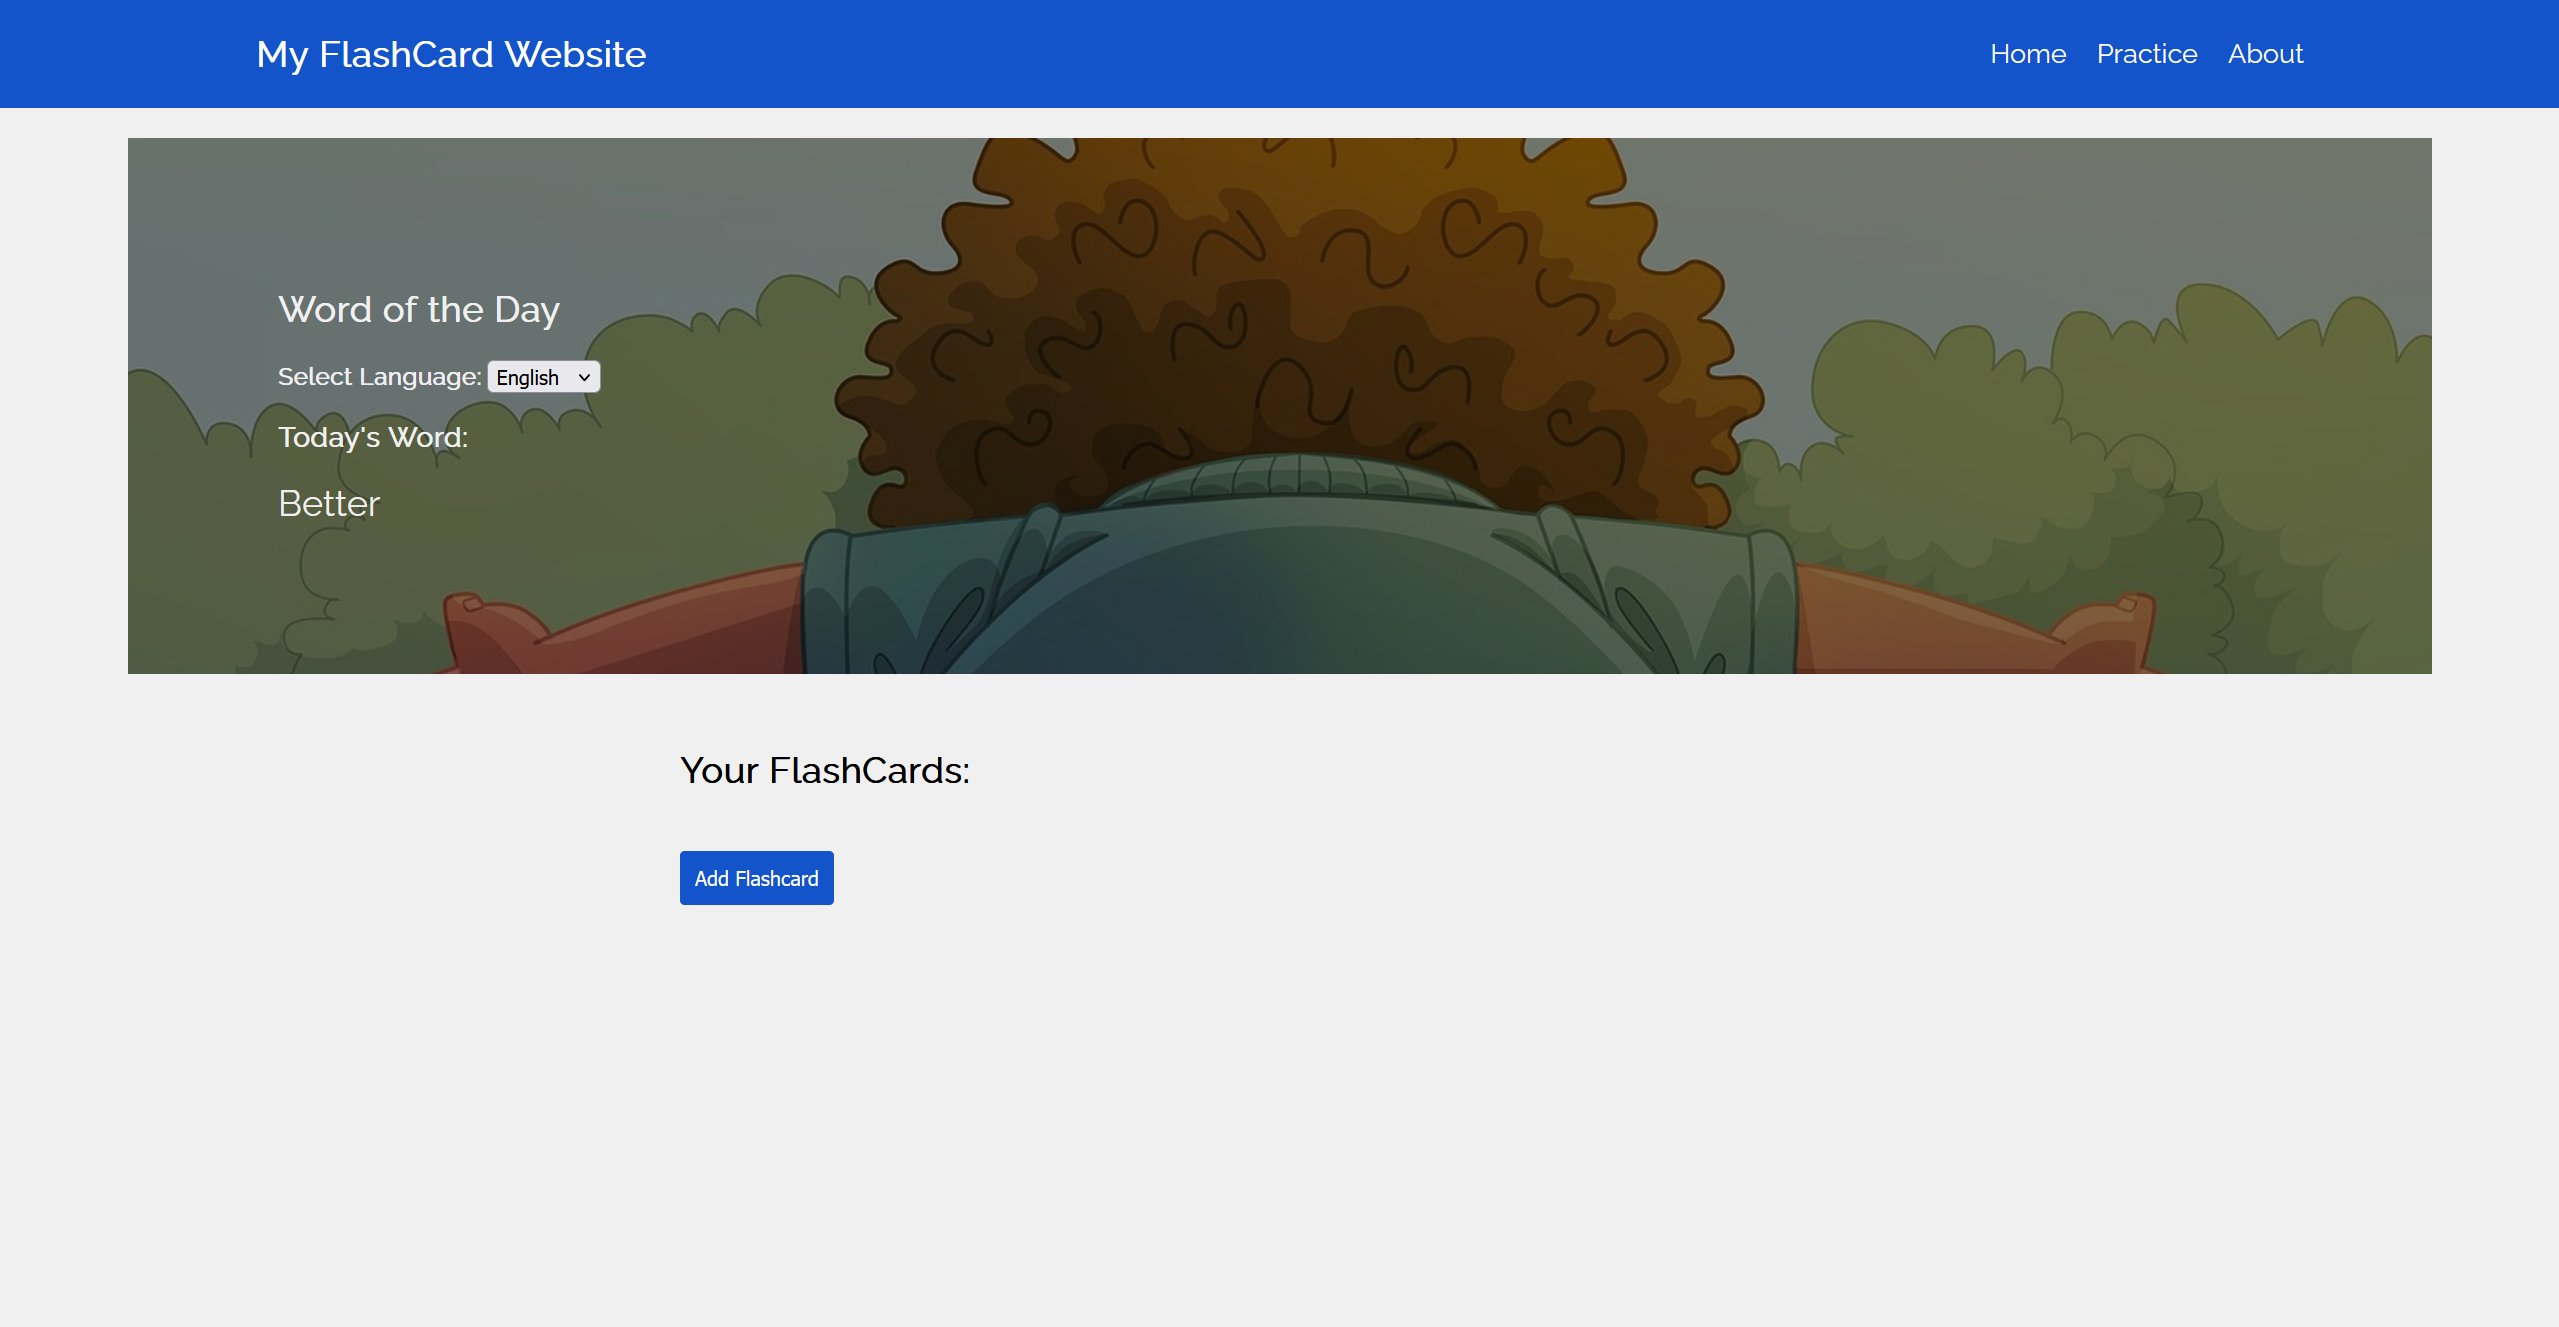 My FlashCard Website
Home Practice About
Word of the Day
Select Language: English
Today's Word:
Better
Your FlashCards:
Add Flashcard